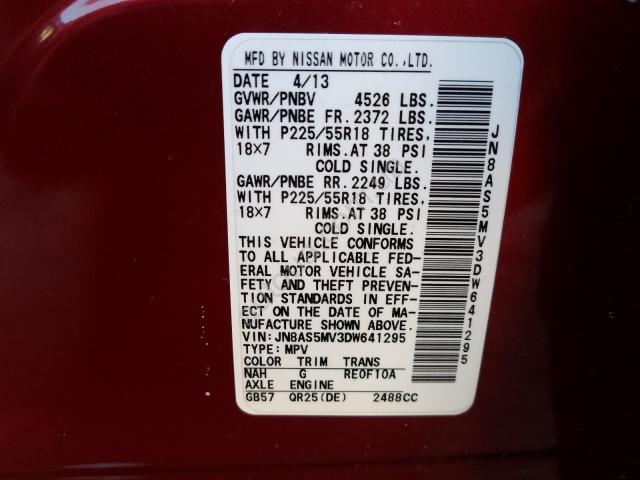 MFD BY NISSAN MOTOR CO.,LTD.
DATE 4/13
GVWR/PNBV 4526 LBS.
GAWR/PNBE FR. 2372 LBS.
WITH P225/55R18 TIRES,
18×7 RIMS. AT 38 PSI
COLD SINGLE.
GAWR/PNBE RR. 2249 LBS.
WITH P225/55R18 TIRES,
18×7 RIMS. AT 38 PSI
COLD SINGLE.
THIS VEHICLE CONFORMS
TO ALL APPLICABLE FED-
ERAL MOTOR VEHICLE SA-
FETY AND THEFT PREVEN-
TION STANDARDS IN EFF-
ECT ON THE DATE OF MA-
NUFACTURE SHOWN ABOVE.
VIN: JN8AS5MV3DW641295
TYPE: MPV
COLOR TRIM TRANS
NAH G RE0F10A
AXLE ENGINE
GB57 QR25(DE) 2488CC
JN8AS5MV3DW641295